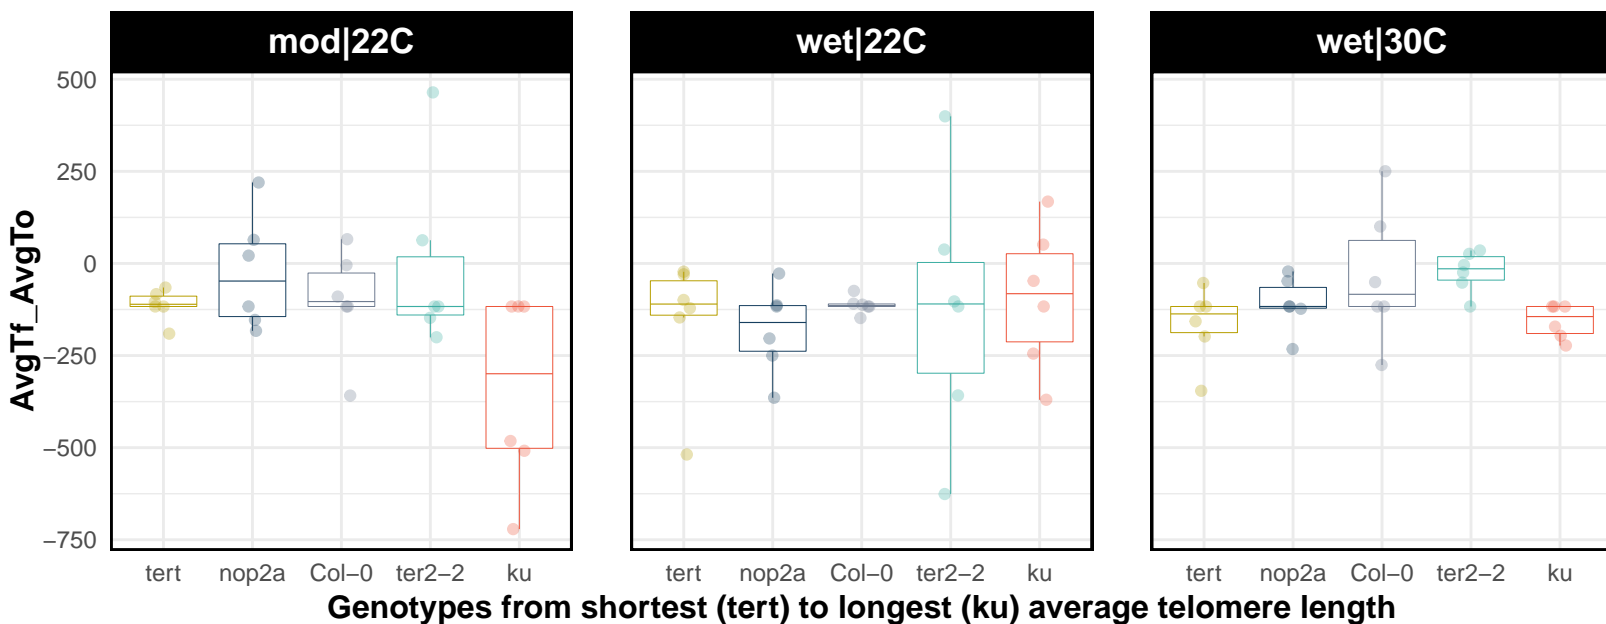 mod|22C wet|22C wet|30C
500
250
0
−250
−500
−750
AvgTf_AvgTo
tert nop2a Col−0 ter2−2 ku tert nop2a Col−0 ter2−2 ku tert nop2a Col−0 ter2−2 ku
Genotypes from shortest (tert) to longest (ku) average telomere length